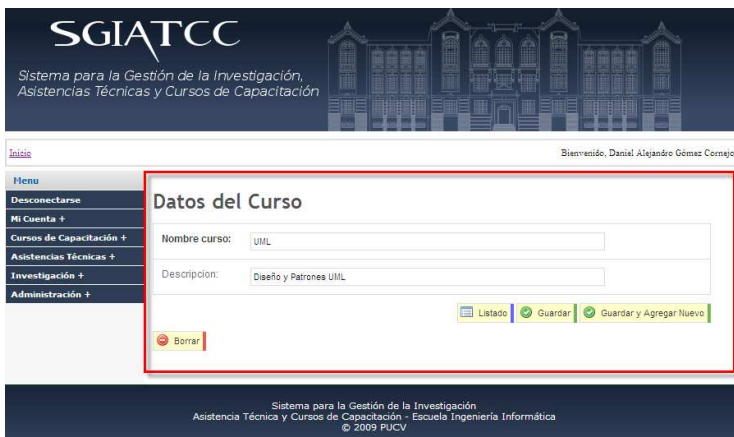 SGIATCC
Sistema para la Gestión de la Investigación,
Asistencias Técnicas y Cursos de Capacitación
Inicio
Bienvenido, Daniel Alejandro Gómez Cornejo
Menu
Desconectarse
Mi Cuenta +
Cursos de Capacitación +
Asistencias Técnicas +
Investigación +
Administración +
Datos del Curso
Nombre curso: UML
Descripcion: Diseño y Patrones UML
Listado Guardar Guardar y Agregar Nuevo
Borrar
Sistema para la Gestión de la Investigación
Asistencia Técnica y Cursos de Capacitación - Escuela Ingeniería Informática
© 2009 PUCV